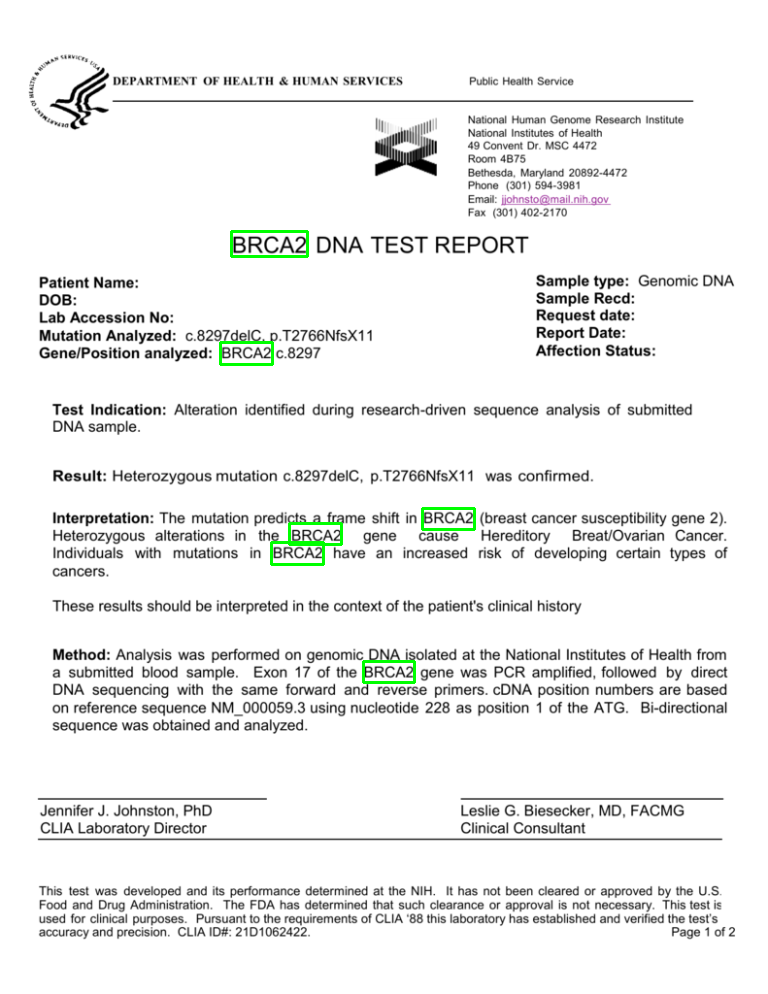 DEPARTMENT OF HEALTH & HUMAN SERVICES USA
DEPARTMENT OF HEALTH & HUMAN SERVICES Public Health Service
National Human Genome Research Institute
National Institutes of Health
49 Convent Dr. MSC 4472
Room 4B75
Bethesda, Maryland 20892-4472
Phone (301) 594-3981
Email: jjohnsto@mail.nih.gov
Fax (301) 402-2170
BRCA2 DNA TEST REPORT
Patient Name:
DOB:
Lab Accession No:
Mutation Analyzed: c.8297delC, p.T2766NfsX11
Gene/Position analyzed: BRCA2 c.8297
Sample type: Genomic DNA
Sample Recd:
Request date:
Report Date:
Affection Status:
Test Indication: Alteration identified during research-driven sequence analysis of submitted
DNA sample.
Result: Heterozygous mutation c.8297delC, p.T2766NfsX11 was confirmed.
Interpretation: The mutation predicts a frame shift in BRCA2 (breast cancer susceptibility gene 2).
Heterozygous alterations in the BRCA2 gene cause Hereditory Breat/Ovarian Cancer.
Individuals with mutations in BRCA2 have an increased risk of developing certain types of
cancers.
These results should be interpreted in the context of the patient's clinical history
Method: Analysis was performed on genomic DNA isolated at the National Institutes of Health from
a submitted blood sample. Exon 17 of the BRCA2 gene was PCR amplified, followed by direct
DNA sequencing with the same forward and reverse primers. cDNA position numbers are based
on reference sequence NM_000059.3 using nucleotide 228 as position 1 of the ATG. Bi-directional
sequence was obtained and analyzed.
Jennifer J. Johnston, PhD
CLIA Laboratory Director
Leslie G. Biesecker, MD, FACMG
Clinical Consultant
This test was developed and its performance determined at the NIH. It has not been cleared or approved by the U.S.
Food and Drug Administration. The FDA has determined that such clearance or approval is not necessary. This test is
used for clinical purposes. Pursuant to the requirements of CLIA ‘88 this laboratory has established and verified the test’s
accuracy and precision. CLIA ID#: 21D1062422. Page 1 of 2